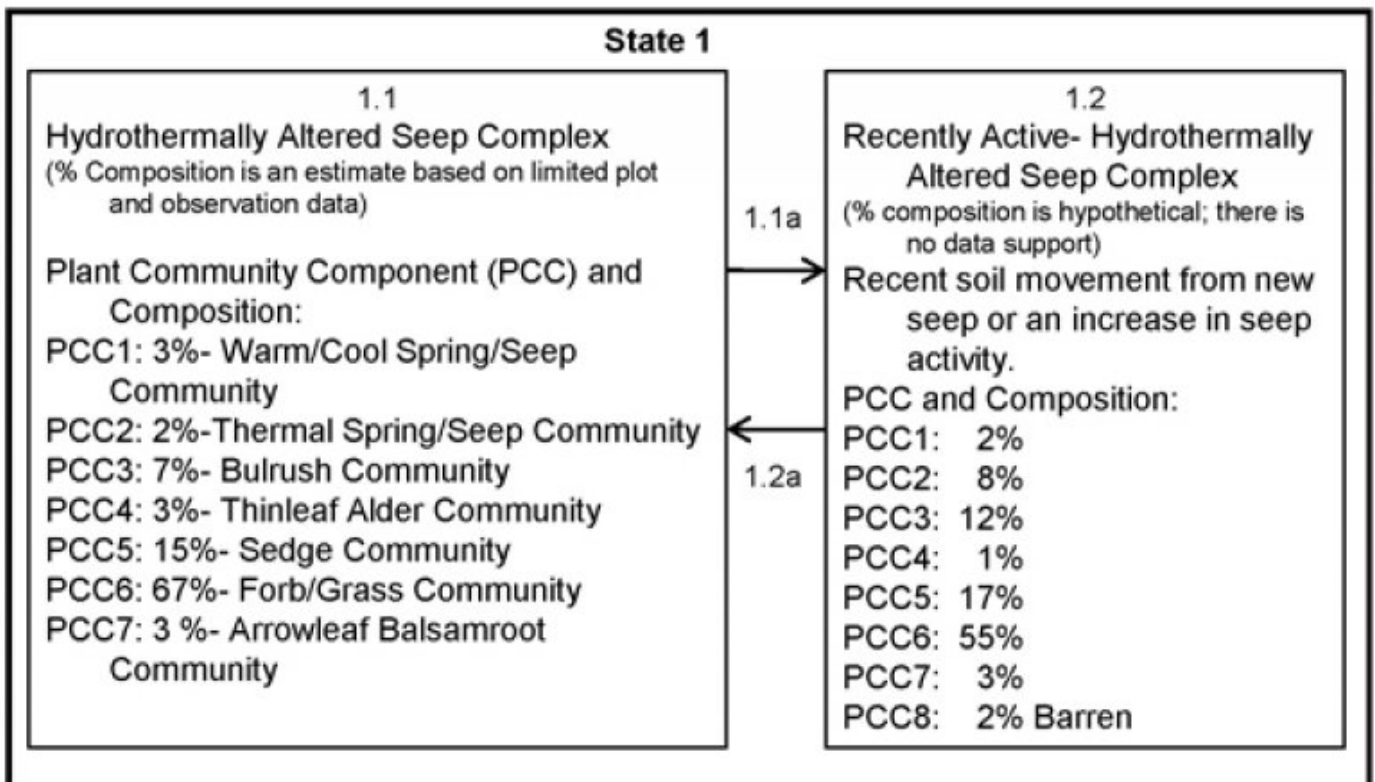 State 1
1.1
Hydrothermally Altered Seep Complex
(% Composition is an estimate based on limited plot
and observation data)
Plant Community Component (PCC) and
Composition:
PCC1: 3%- Warm/Cool Spring/Seep
Community
PCC2: 2%-Thermal Spring/Seep Community
PCC3: 7%- Bulrush Community
PCC4: 3%- Thinleaf Alder Community
PCC5: 15%- Sedge Community
PCC6: 67%- Forb/Grass Community
PCC7: 3 %- Arrowleaf Balsamroot
Community
1.1a
1.2a
1.2
Recently Active- Hydrothermally
Altered Seep Complex
(% composition is hypothetical; there is
no data support)
Recent soil movement from new
seep or an increase in seep
activity.
PCC and Composition:
PCC1: 2%
PCC2: 8%
PCC3: 12%
PCC4: 1%
PCC5: 17%
PCC6: 55%
PCC7: 3%
PCC8: 2% Barren